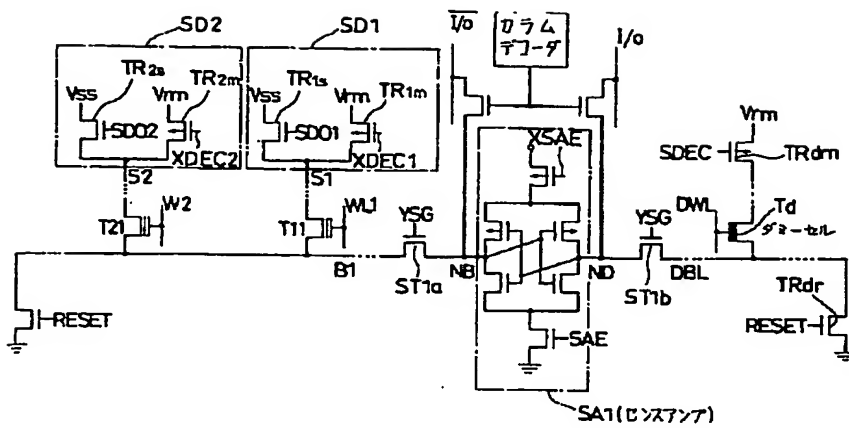 SD2
SD1
I/o
カラム
デコーダ
I/o
TR2s
Vss
Vrm
TR2m
TR1s
Vss
Vrm
TR1m
SD02
SD01
XDEC2
XDEC1
S2
S1
XSAE
Vrm
SDEC
TRdm
T21
W2
T11
WL1
YSG
YSG
DWL
Td
ダミーセル
B1
NB
ND
DBL
ST1a
ST1b
TRdr
RESET
SAE
RESET
SA1(センスアンプ)